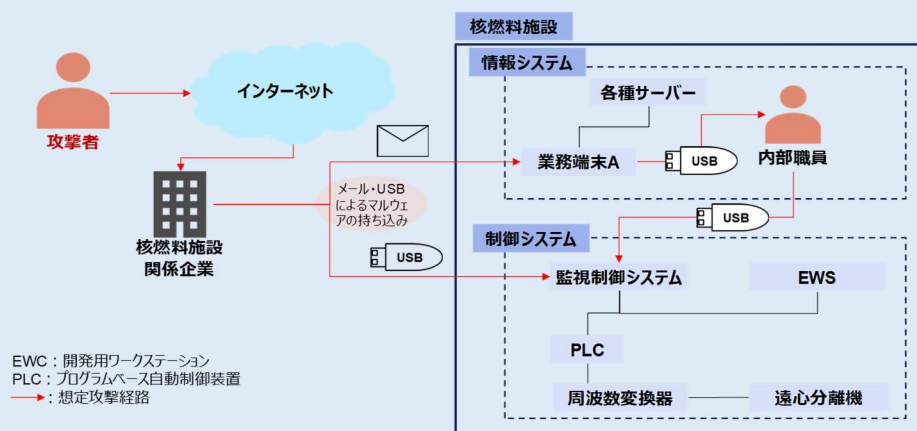 核燃料施設
情報システム
インターネット
各種サーバー
攻撃者
業務端末A
USB
内部職員
メール・USB
によるマルウェ
アの持ち込み
USB
核燃料施設
関係企業
USB
制御システム
監視制御システム
EWS
PLC
EWC：開発用ワークステーション
PLC：プログラムベース自動制御装置
：想定攻撃経路
周波数変換器
遠心分離機